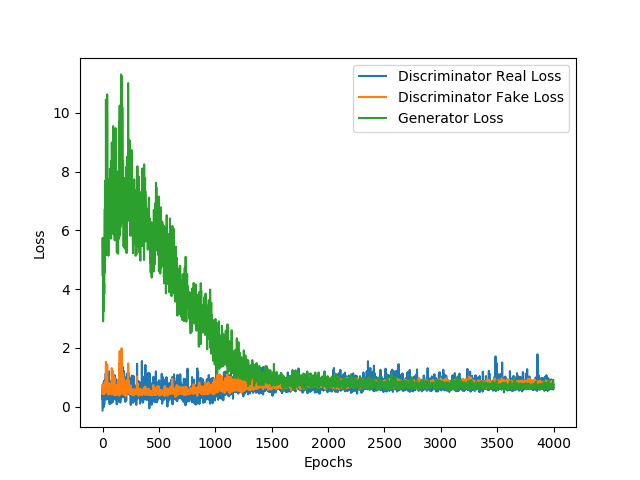 Discriminator Real Loss
Discriminator Fake Loss
Generator Loss
Loss
10
8
6
4
2
0
0 500 1000 1500 2000 2500 3000 3500 4000
Epochs